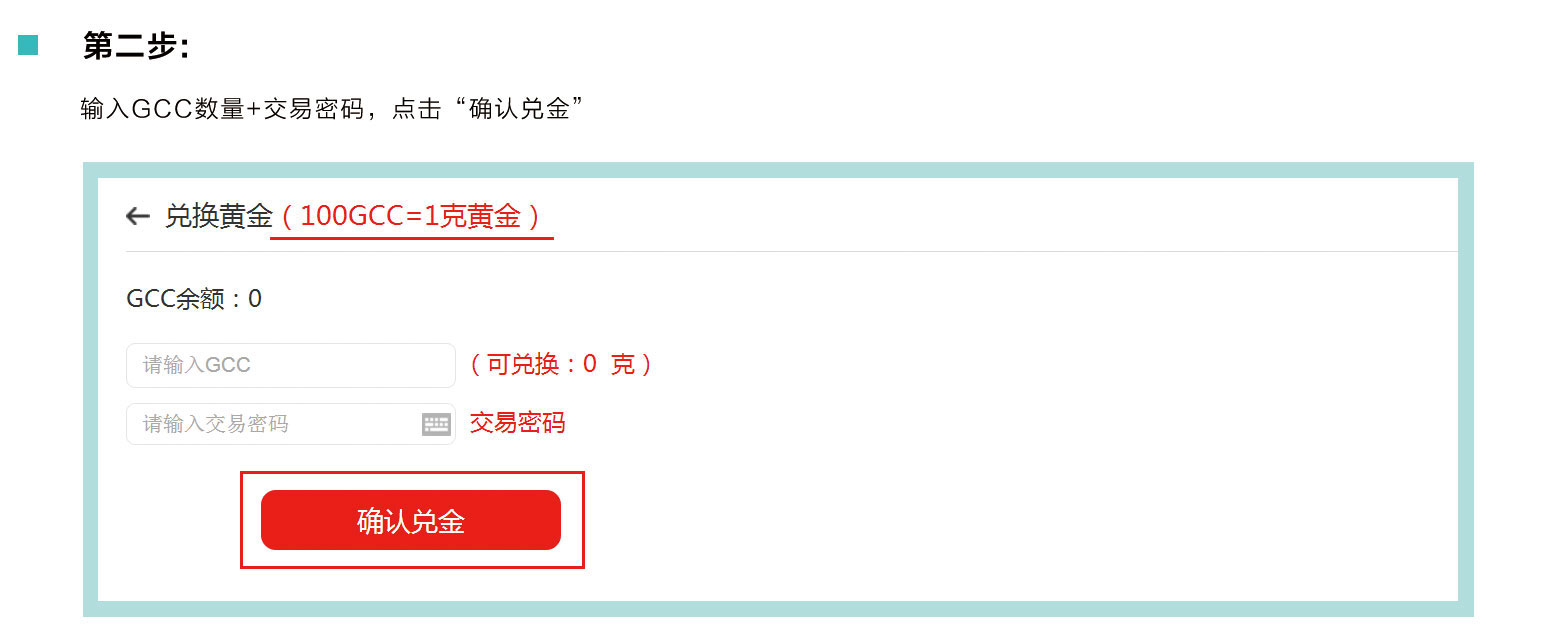 第二步:
输入GCC数量+交易密码，点击“确认兑金”
兑换黄金（100GCC=1克黄金）
GCC余额：0
请输入GCC （可兑换：0 克）
请输入交易密码 交易密码
确认兑金